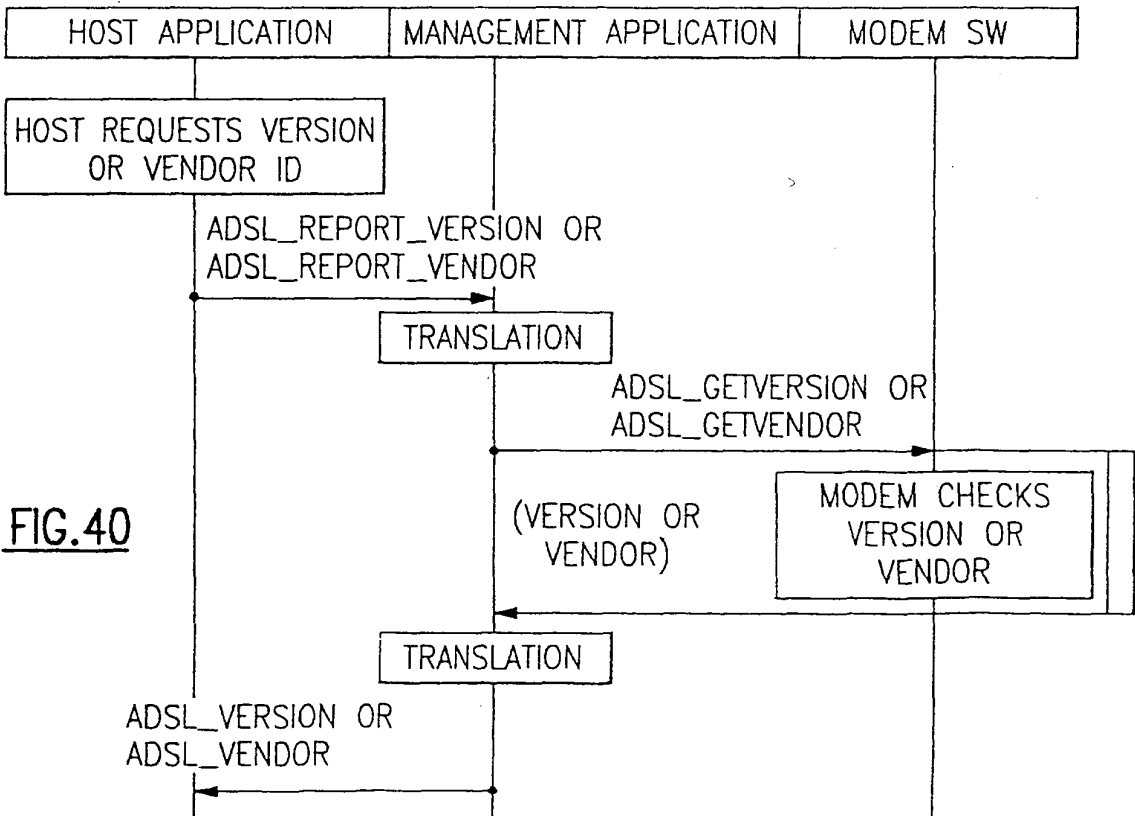 HOST APPLICATION
MANAGEMENT APPLICATION
MODEM SW
HOST REQUESTS VERSION
OR VENDOR ID
ADSL_REPORT_VERSION OR
ADSL_REPORT_VENDOR
TRANSLATION
ADSL_GETVERSION OR
ADSL_GETVENDOR
MODEM CHECKS
VERSION OR
VENDOR
(VERSION OR
VENDOR)
FIG.40
TRANSLATION
ADSL_VERSION OR
ADSL_VENDOR